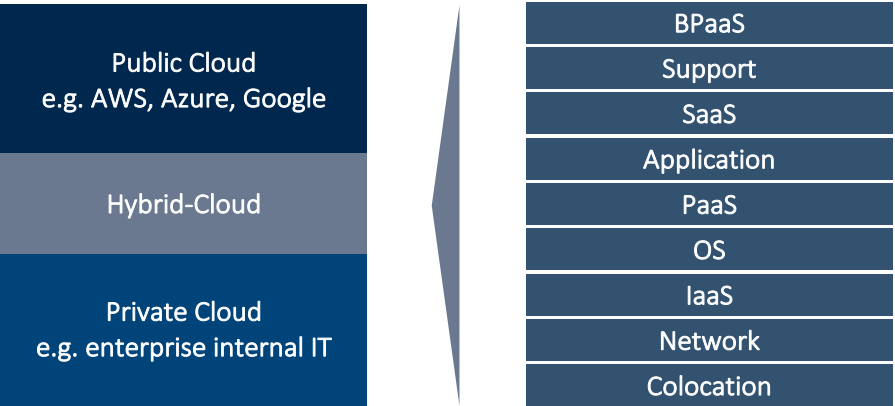 Public Cloud
e.g. AWS, Azure, Google
Hybrid-Cloud
Private Cloud
e.g. enterprise internal IT
BPaaS
Support
SaaS
Application
PaaS
OS
IaaS
Network
Colocation